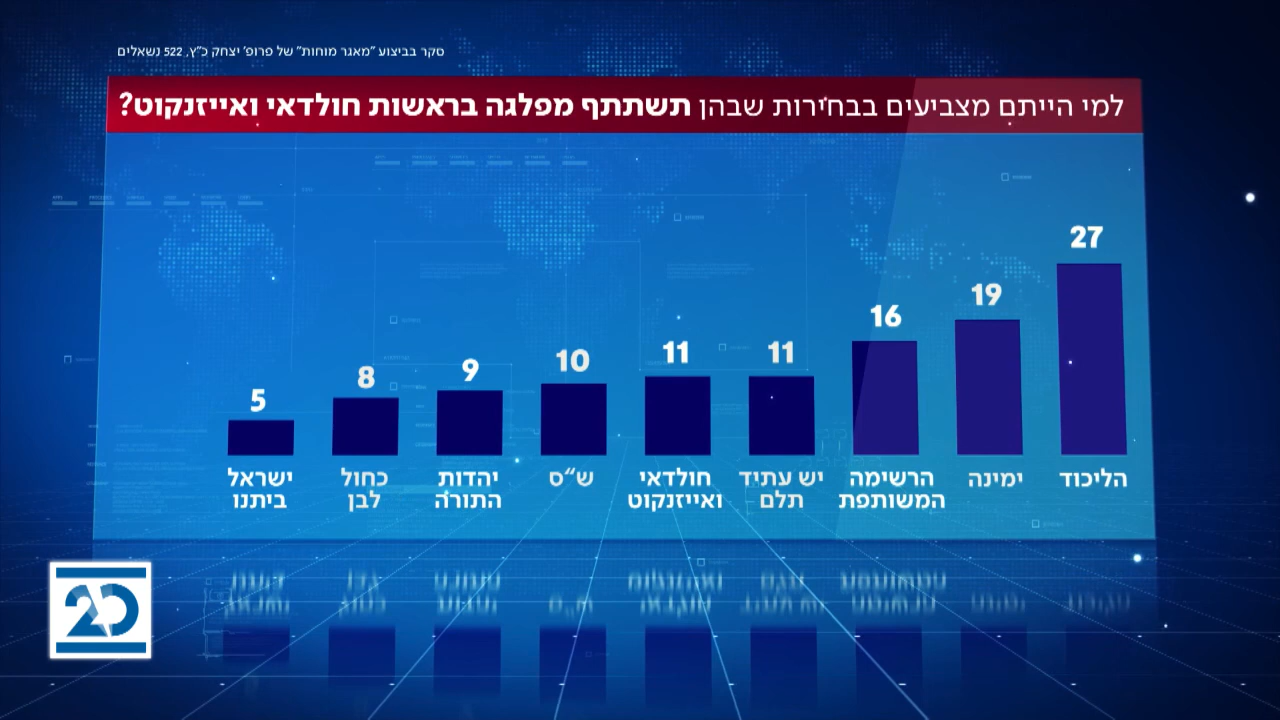 סקר בביצוע "מאגר מוחות" של פרופ' יצחק כ"ץ, 522 נשאלים
למי הייתם מצביעים בבחירות שבהן תשתתף מפלגה בראשות חולדאי ואייזנקוט?
27
19
16
11
11
10
9
8
5
הליכוד
ימינה
הרשימה
המשותפת
יש עתיד
תלם
חולדאי
ואייזנקוט
ש"ס
יהדות
התורה
כחול
לבן
ישראל
ביתנו
20